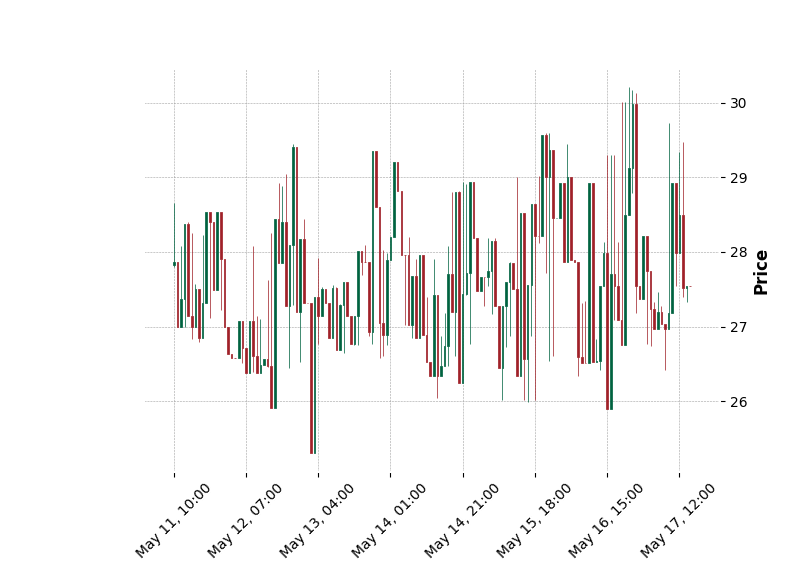 30
29
28
27
26
Price
May 11, 10:00
May 12, 07:00
May 13, 04:00
May 14, 01:00
May 14, 21:00
May 15, 18:00
May 16, 15:00
May 17, 12:00